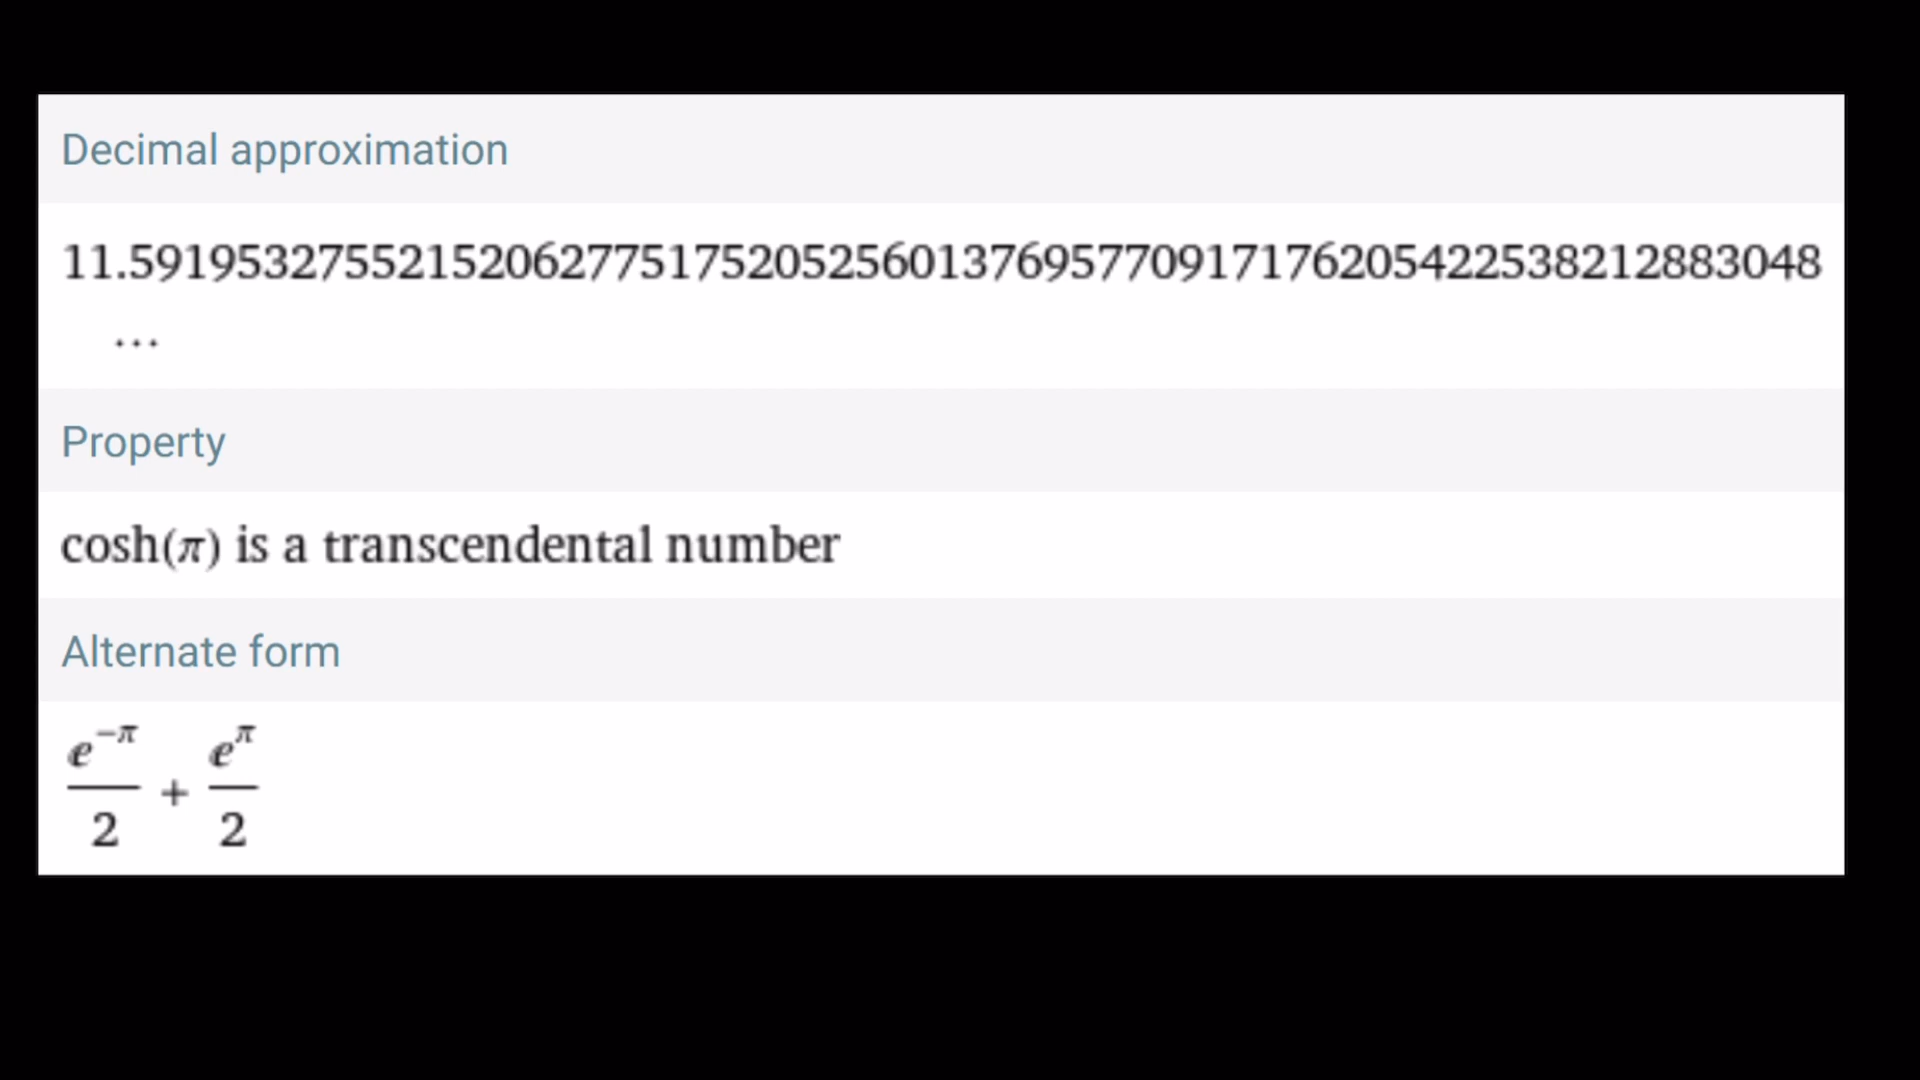 Decimal approximation
11.591953275521520627751752052560137695770917176205422538212883048
...
Property
cosh(π) is a transcendental number
Alternate form
e^−π/2 + e^π/2